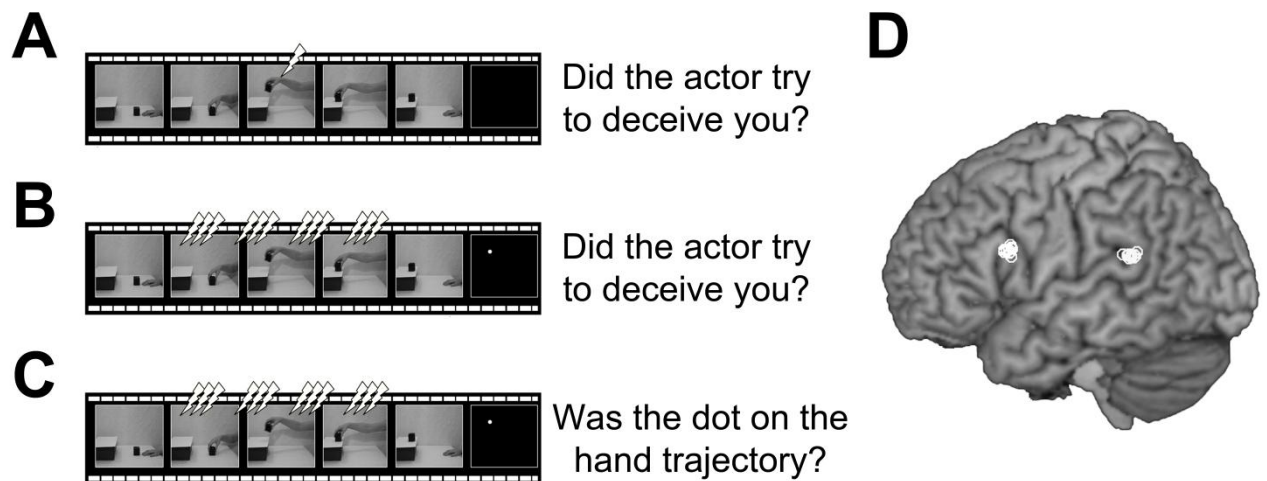 A
Did the actor try
to deceive you?
B
Did the actor try
to deceive you?
C
Was the dot on the
hand trajectory?
D